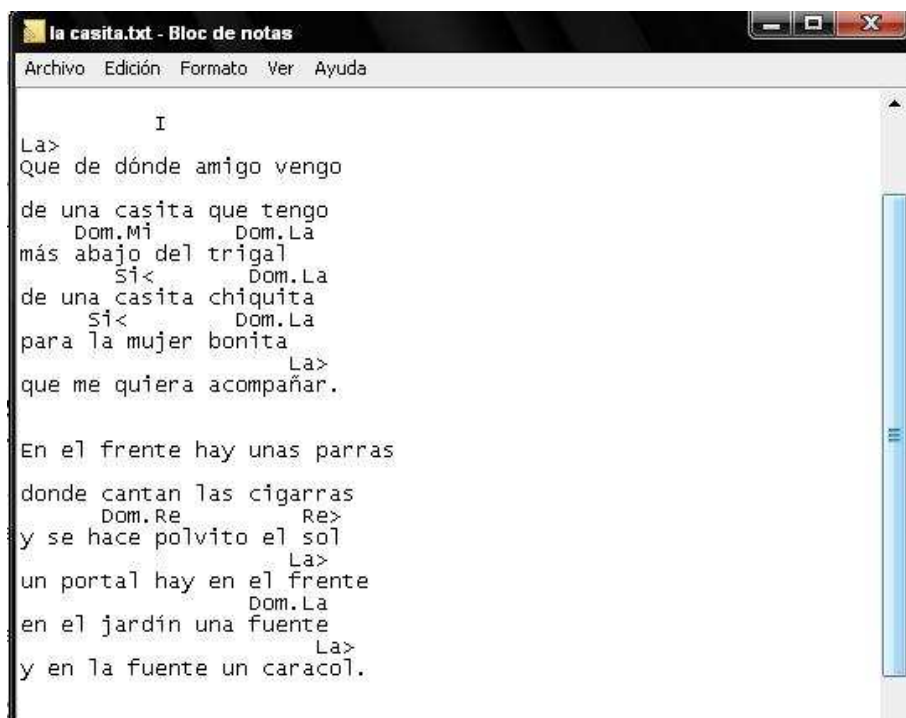 la casita.txt - Bloc de notas
Archivo Edición Formato Ver Ayuda
La>
Que de dónde amigo vengo
de una casita que tengo
Dom.Mi Dom.La
más abajo del trigal
Si< Dom.La
de una casita chiquita
Si< Dom.La
para la mujer bonita
La>
que me quiera acompañar.
En el frente hay unas parras
donde cantan las cigarras
Dom.Re Re>
y se hace polvito el sol
La>
un portal hay en el frente
Dom.La
en el jardín una fuente
La>
y en la fuente un caracol.